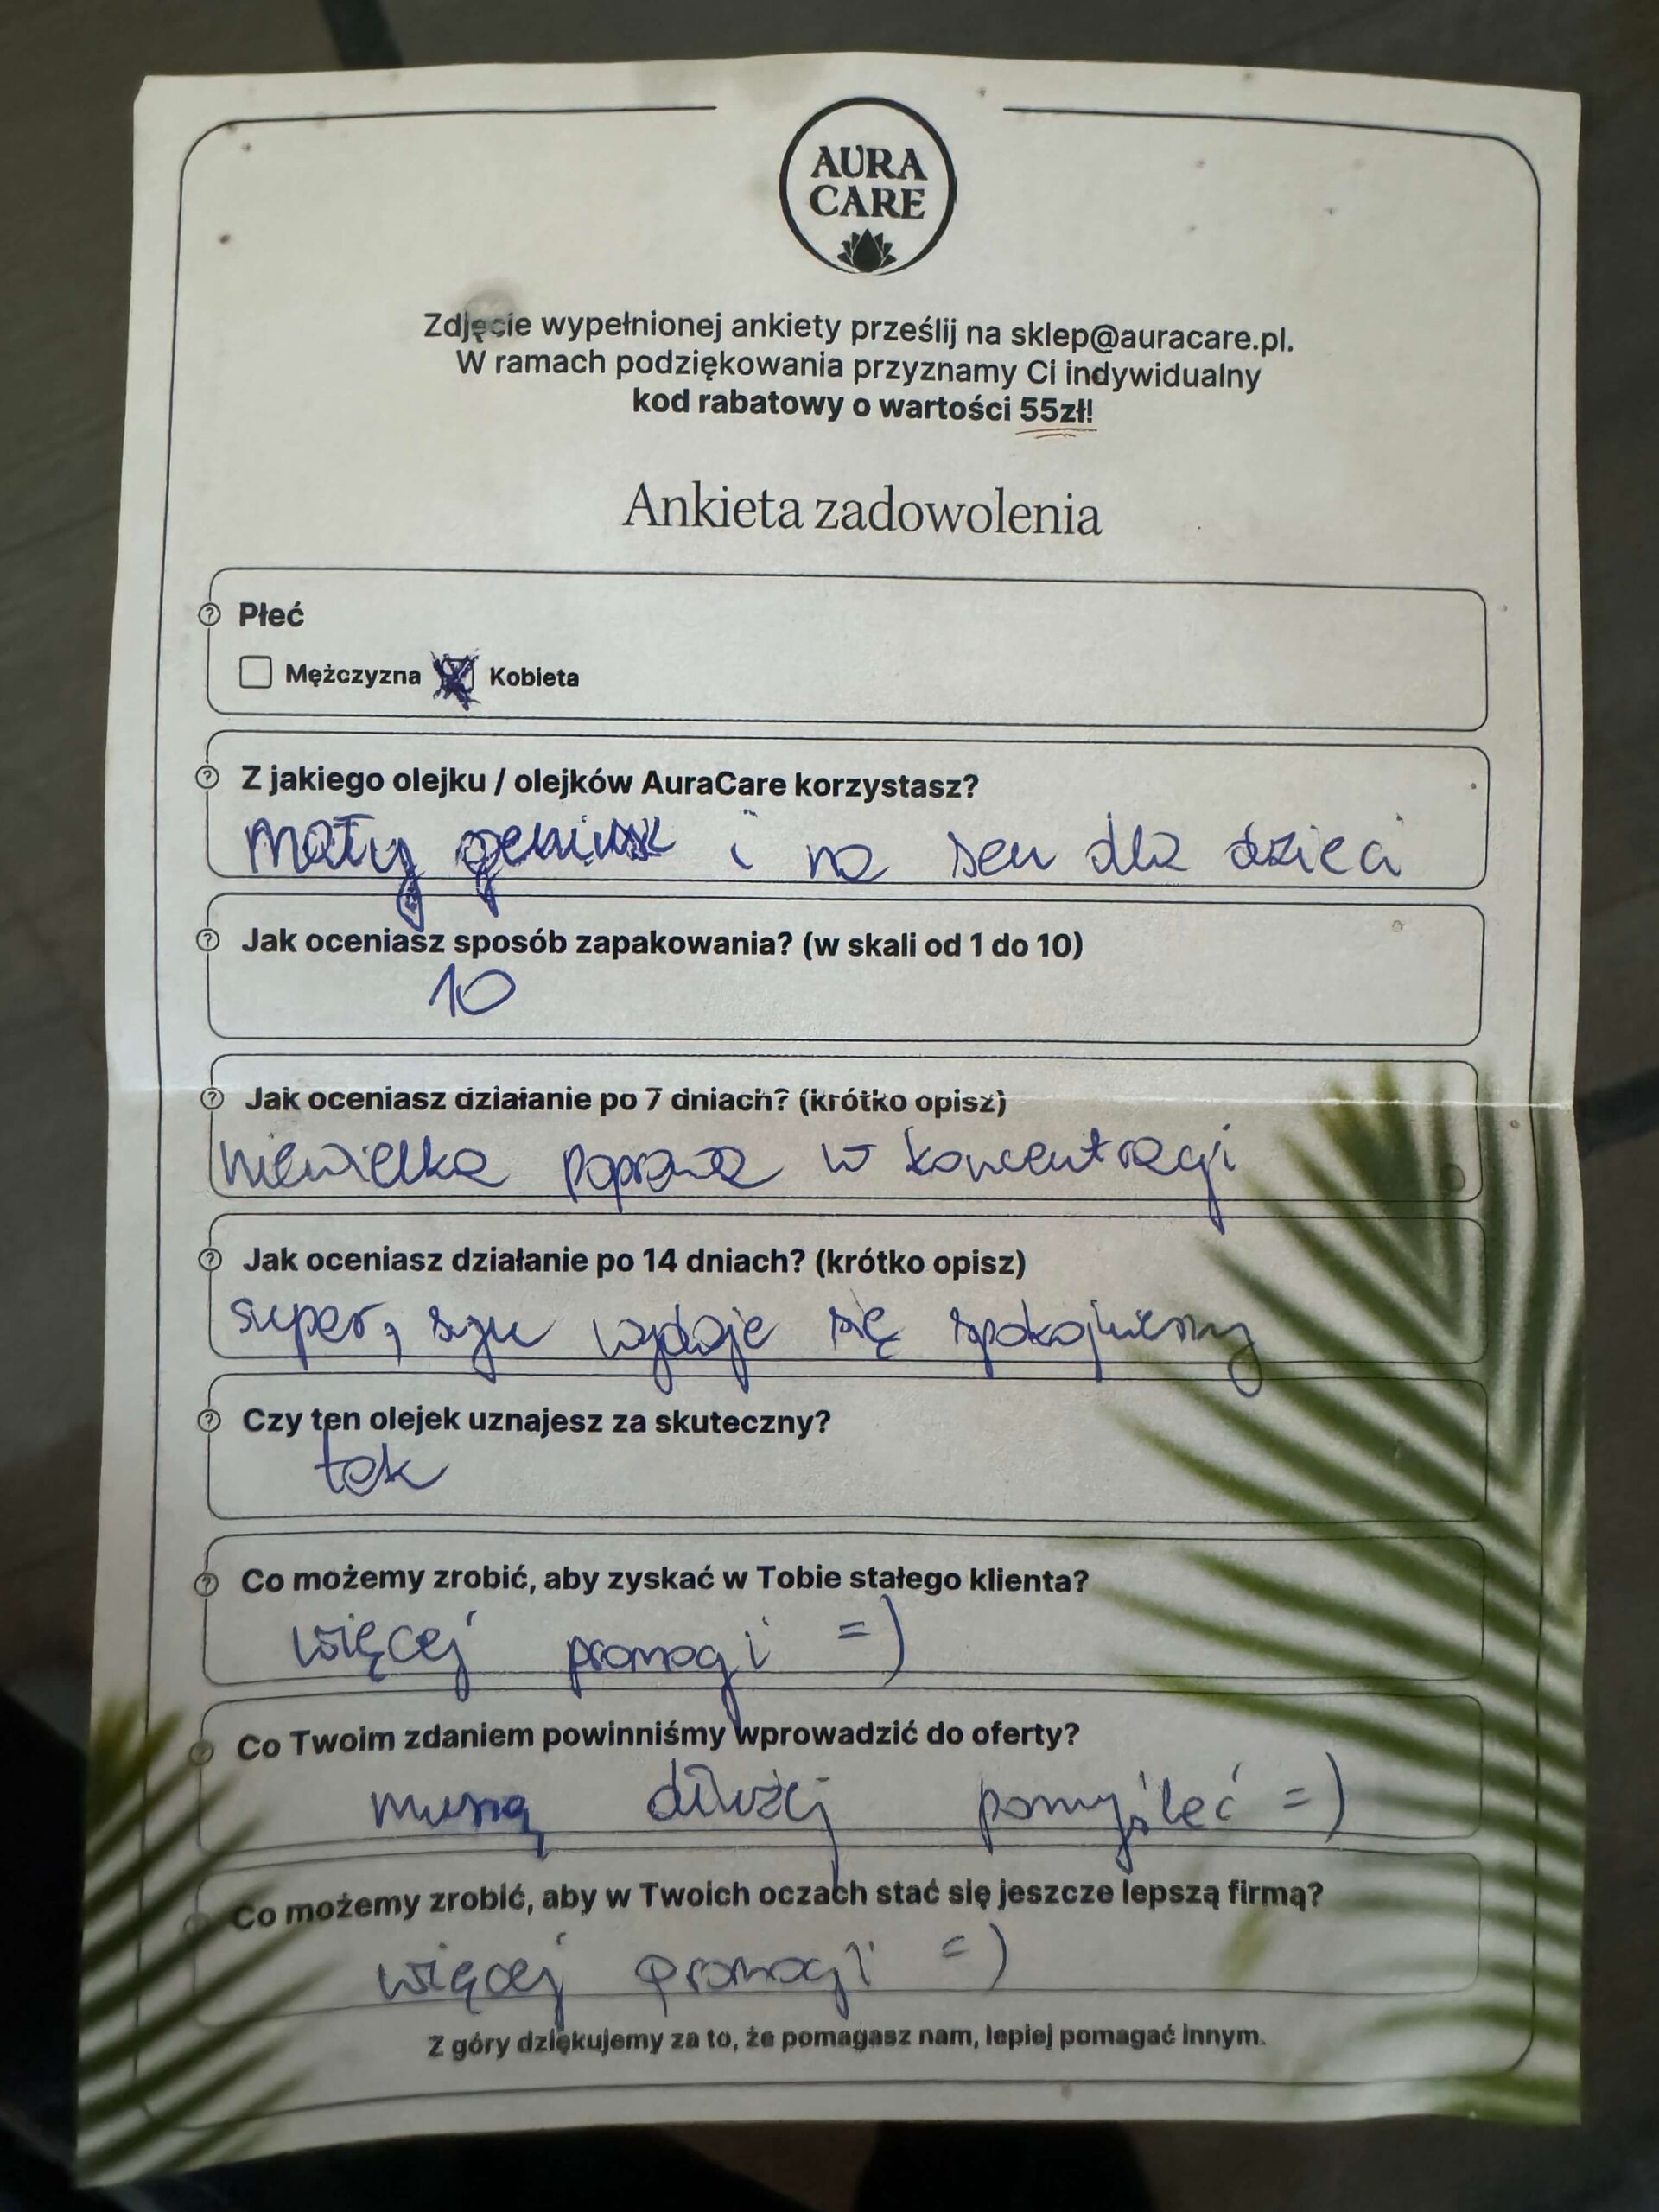 AURA
CARE
Zdjęcie wypełnionej ankiety prześlij na sklep@auracare.pl.
W ramach podziękowania przyznamy Ci indywidualny
kod rabatowy o wartości 55zł!
Ankieta zadowolenia
Płeć
Mężczyzna Kobieta
Z jakiego olejku / olejków AuraCare korzystasz?
mały geniusz i na sen dla dzieci
Jak oceniasz sposób zapakowania? (w skali od 1 do 10)
10
Jak oceniasz działanie po 7 dniach? (krótko opisz)
niewielka poprawa w koncentracji
Jak oceniasz działanie po 14 dniach? (krótko opisz)
super, syn wydaje się spokojniejszy
Czy ten olejek uznajesz za skuteczny?
tak
Co możemy zrobić, aby zyskać w Tobie stałego klienta?
więcej promocji =)
Co Twoim zdaniem powinniśmy wprowadzić do oferty?
muszą dłużej pomyśleć =)
Co możemy zrobić, aby w Twoich oczach stać się jeszcze lepszą firmą?
więcej promocji =)
Z góry dziękujemy za to, że pomagasz nam, lepiej pomagać innym.